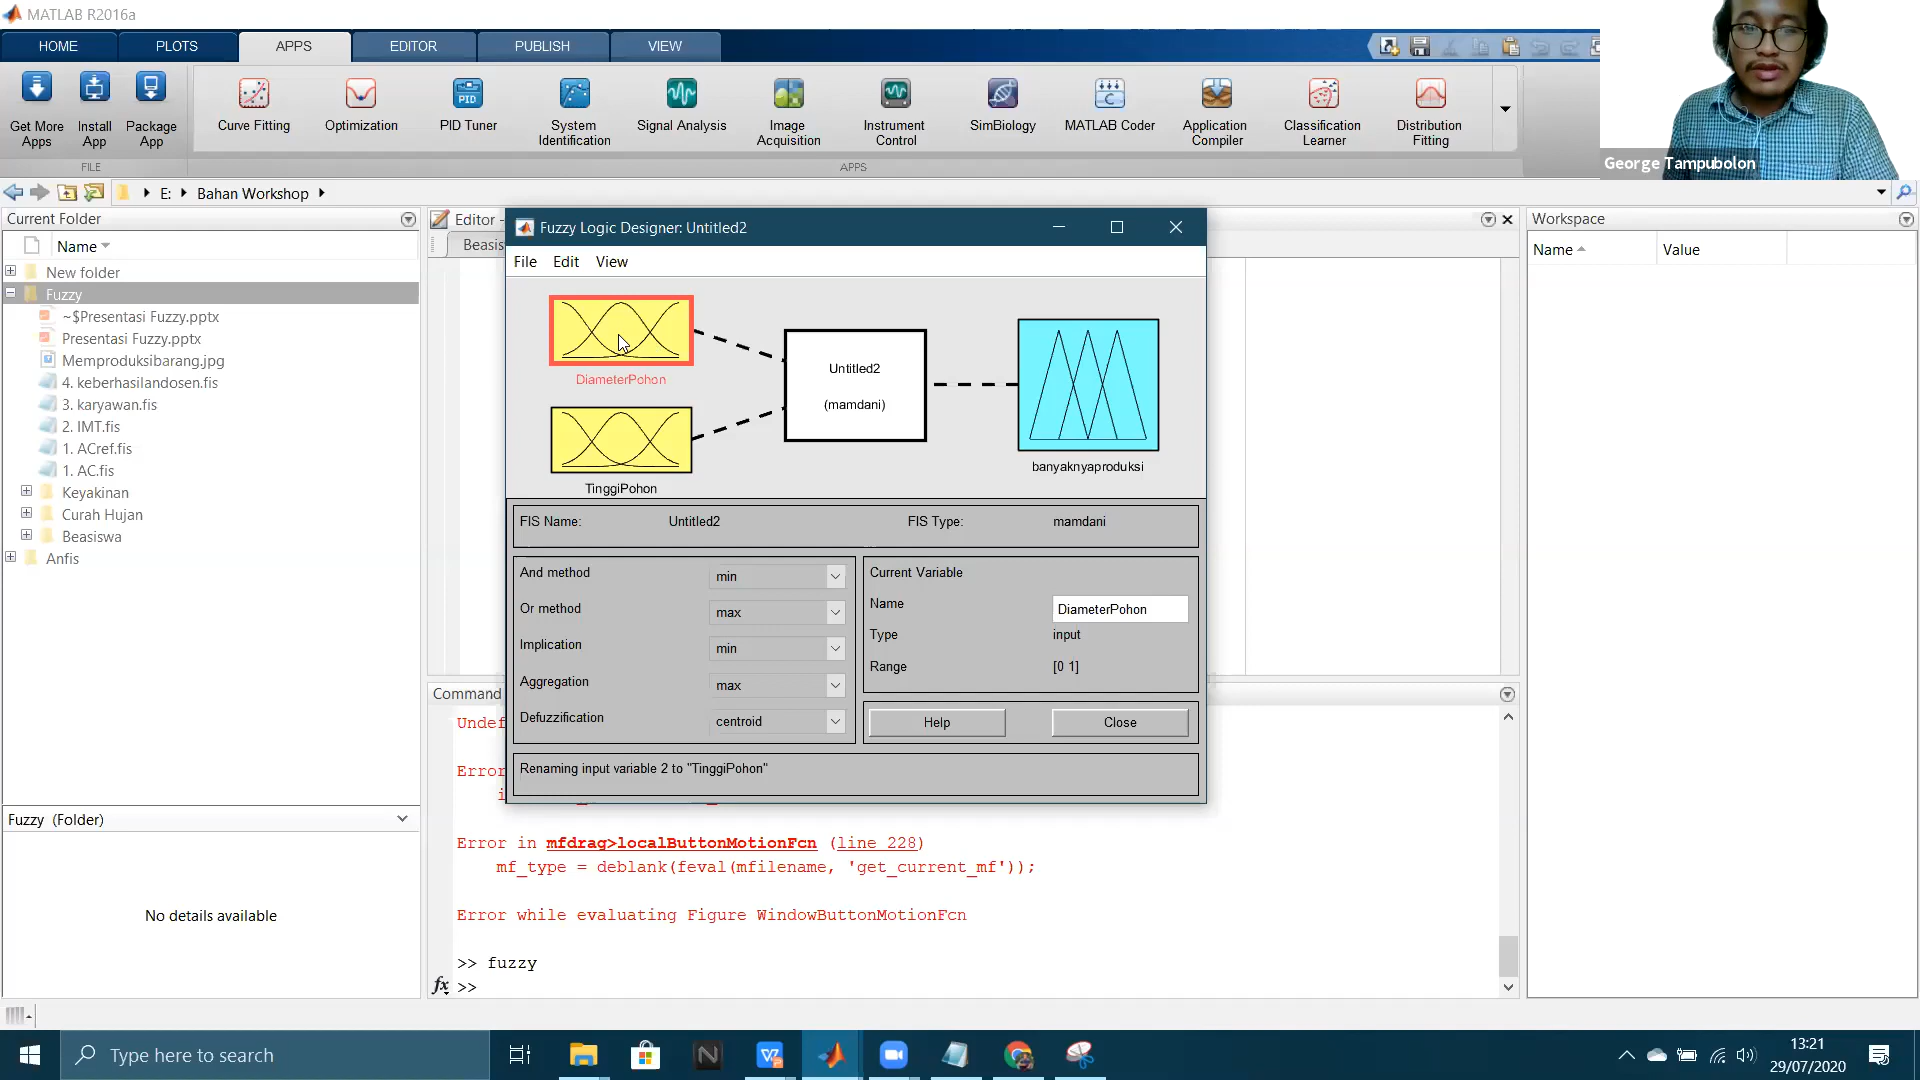 MATLAB R2016a
HOME
PLOTS
APPS
EDITOR
PUBLISH
VIEW
Get More Apps
Install App
Package App
Curve Fitting
Optimization
PID
PID Tuner
System Identification
Signal Analysis
Image Acquisition
Instrument Control
SimBiology
MATLAB Coder
Application Compiler
Classification Learner
Distribution Fitting
FILE
APPS
George Tampubolon
E: Bahan Workshop
Current Folder
Name
New folder
Fuzzy
~$Presentasi Fuzzy.pptx
Presentasi Fuzzy.pptx
Memproduksibarang.jpg
4. keberhasilandosen.fis
3. karyawan.fis
2. IMT.fis
1. ACref.fis
1. AC.fis
Keyakinan
Curah Hujan
Beasiswa
Anfis
Fuzzy (Folder)
No details available
Editor -
Beasis
Fuzzy Logic Designer: Untitled2
File Edit View
DiameterPohon
TinggiPohon
Untitled2
(mamdani)
banyaknyaproduksi
FIS Name: Untitled2 FIS Type: mamdani
And method min
Or method max
Implication min
Aggregation max
Defuzzification centroid
Current Variable
Name DiameterPohon
Type input
Range [0 1]
Help Close
Renaming input variable 2 to "TinggiPohon"
Workspace
Name Value
Command
Undef
Error
Error in mfdrag>localButtonMotionFcn (line 228)
mf_type = deblank(feval(mfilename, 'get_current_mf'));
Error while evaluating Figure WindowButtonMotionFcn
>> fuzzy
fx >>
Type here to search
13:21
29/07/2020